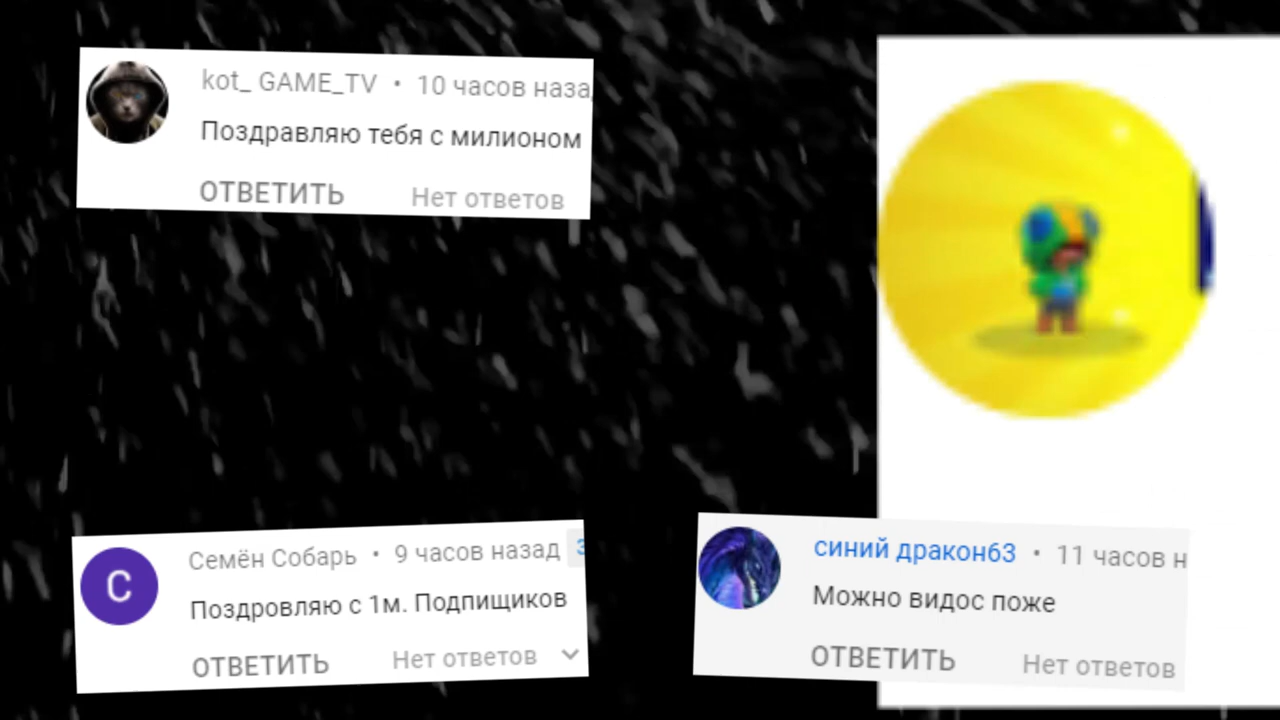 kot_ GAME_TV • 10 часов наза
Поздравляю тебя с милионом
ОТВЕТИТЬ Нет ответов
С
Семён Собарь • 9 часов назад
Поздровляю с 1м. Подпищиков
ОТВЕТИТЬ Нет ответов
синий дракон63 • 11 часов н
Можно видос поже
ОТВЕТИТЬ Нет ответов